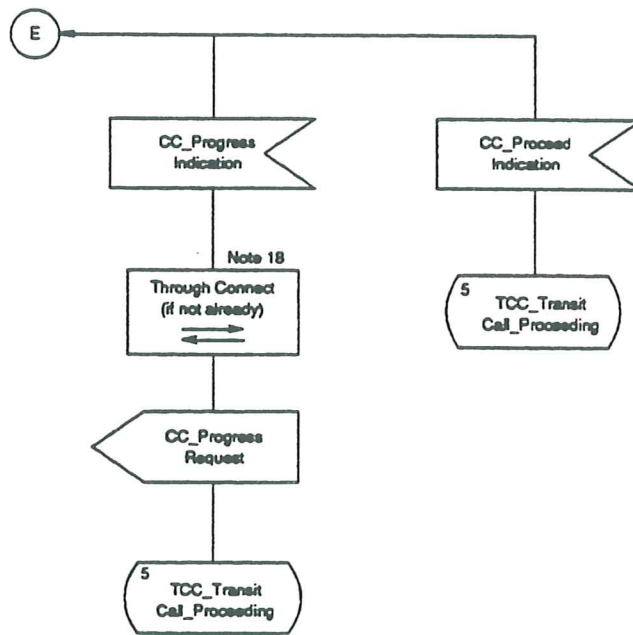 E
CC_Progress
Indication
CC_Proceed
Indication
Note 18
Through Connect
(if not already)
5
TCC_Transit
Call_Proceeding
CC_Progress
Request
5
TCC_Transit
Call_Proceeding